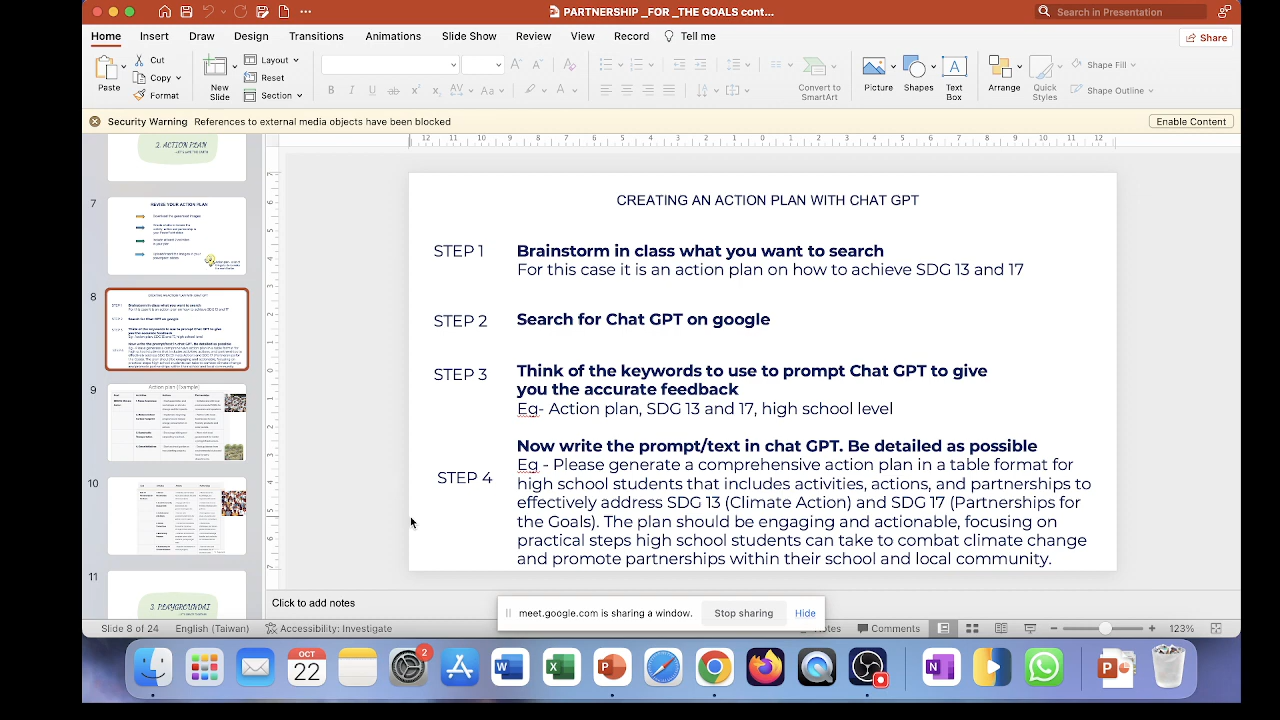 PARTNERSHIP _FOR _THE GOALS cont...
Search in Presentation
Home Insert Draw Design Transitions Animations Slide Show Review View Record Tell me
Share
Paste
Cut
Copy
Format
New Slide
Layout
Reset
Section
Convert to SmartArt
Picture
Shapes
Text Box
Arrange
Quick Styles
Shape Fill
Shape Outline
Security Warning References to external media objects have been blocked
Enable Content
2. ACTION PLAN
7
REVISE YOUR ACTION PLAN
8
9
Action plan (Example)
10
11
3. PLAYGROUNDAI
CREATING AN ACTION PLAN WITH CHAT GPT
STEP 1
Brainstorm in class what you want to search
For this case it is an action plan on how to achieve SDG 13 and 17
STEP 2
Search for Chat GPT on google
STEP 3
Think of the keywords to use to prompt Chat GPT to give
you the accurate feedback
Eg- Action plan, SDG 13 and 17, high school level
STEP 4
Now write the prompt/task in chat GPT. Be as detailed as possible
Eg - Please generate a comprehensive action plan in a table format for
high school students that includes activities, actions, and partnerships to
effectively address SDG 13 (Climate Action) and SDG 17 (Partnerships for
the Goals). The plan should be engaging and actionable, focusing on
practical steps high school students can take to combat climate change
and promote partnerships within their school and local community.
Click to add notes
meet.google.com is sharing a window.
Stop sharing
Hide
Slide 8 of 24
English (Taiwan)
Accessibility: Investigate
Notes
Comments
123%
OCT
22
2